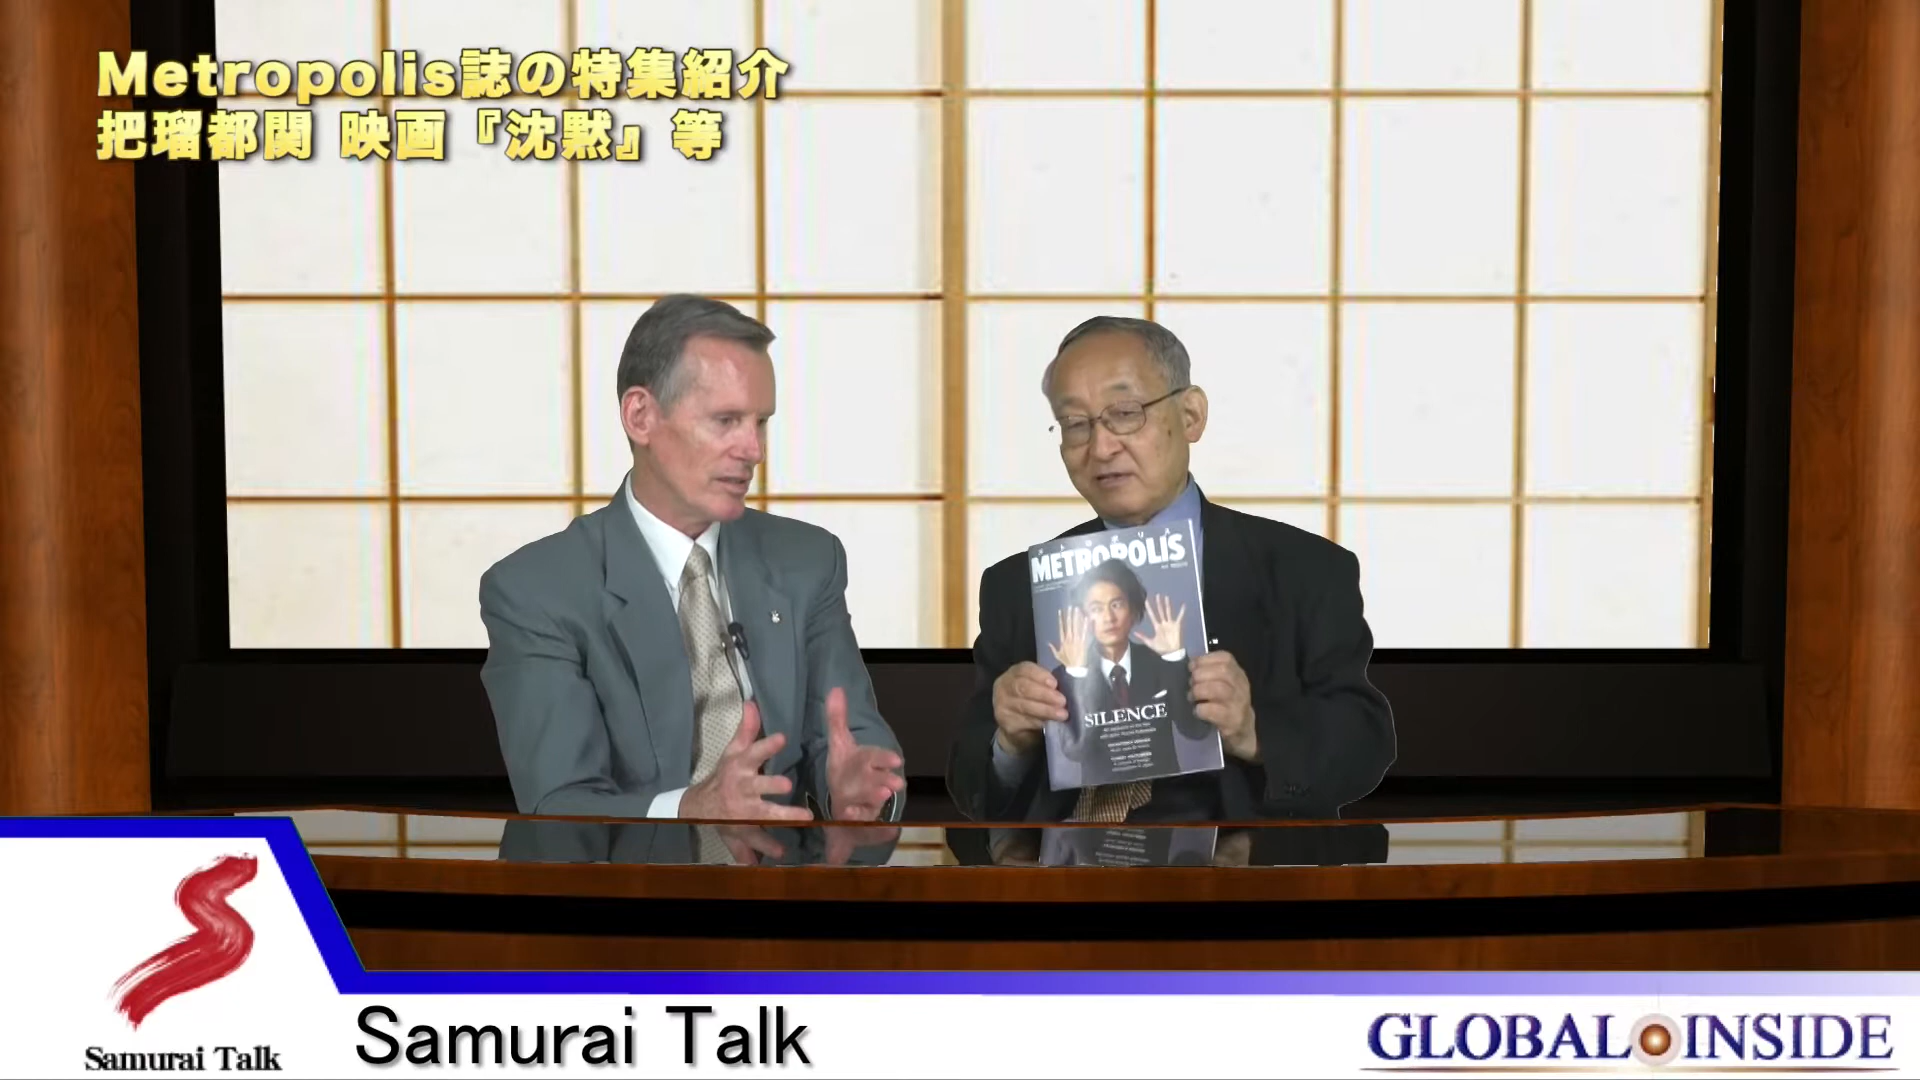 Metropolis誌の特集紹介
把瑠都関 映画『沈黙』等
METROPOLIS
SILENCE
Samurai Talk
Samurai Talk
GLOBAL INSIDE